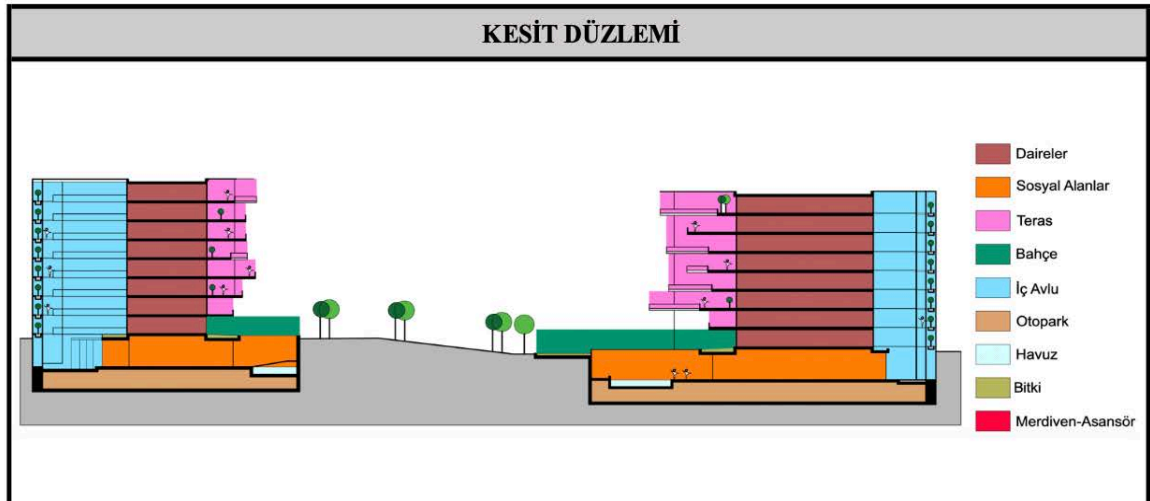 KESİT DÜZLEMİ
Daireler
Sosyal Alanlar
Teras
Bahçe
İç Avlu
Otopark
Havuz
Bitki
Merdiven-Asansör